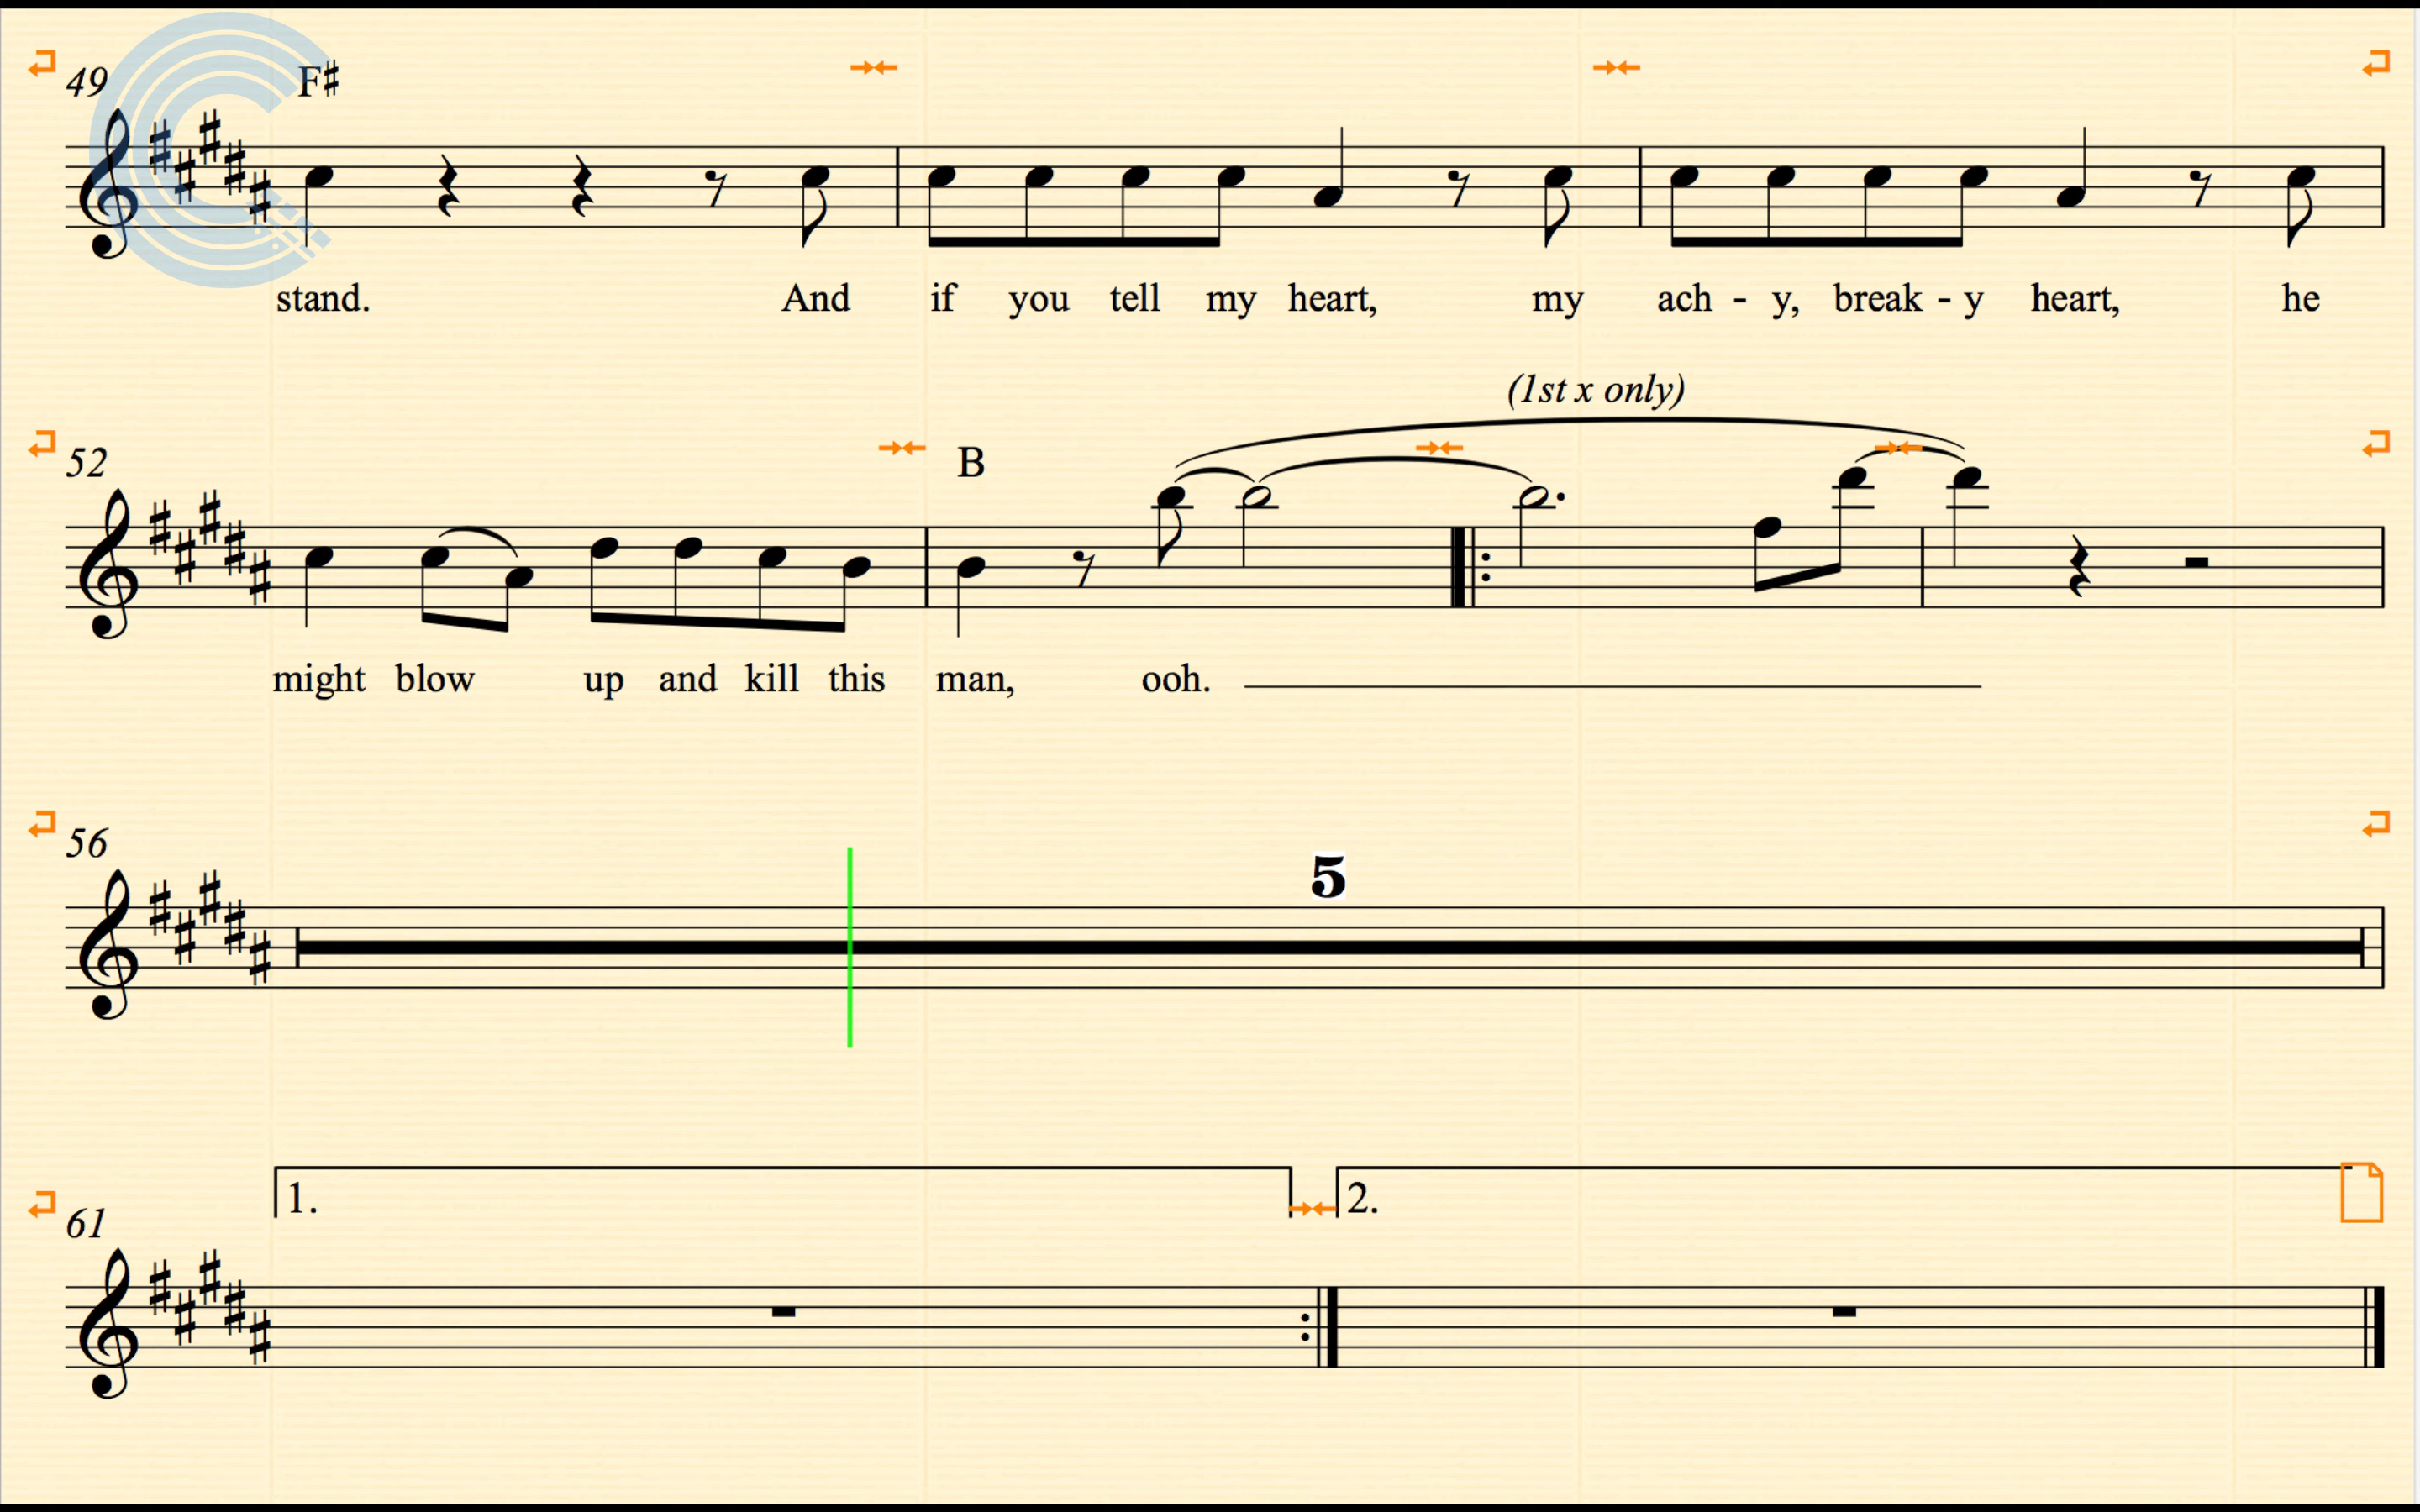 49 F♯
stand. And if you tell my heart, my ach - y, break - y heart, he
(1st x only)
52 B
might blow up and kill this man, ooh.
56 5
1. 2.
61